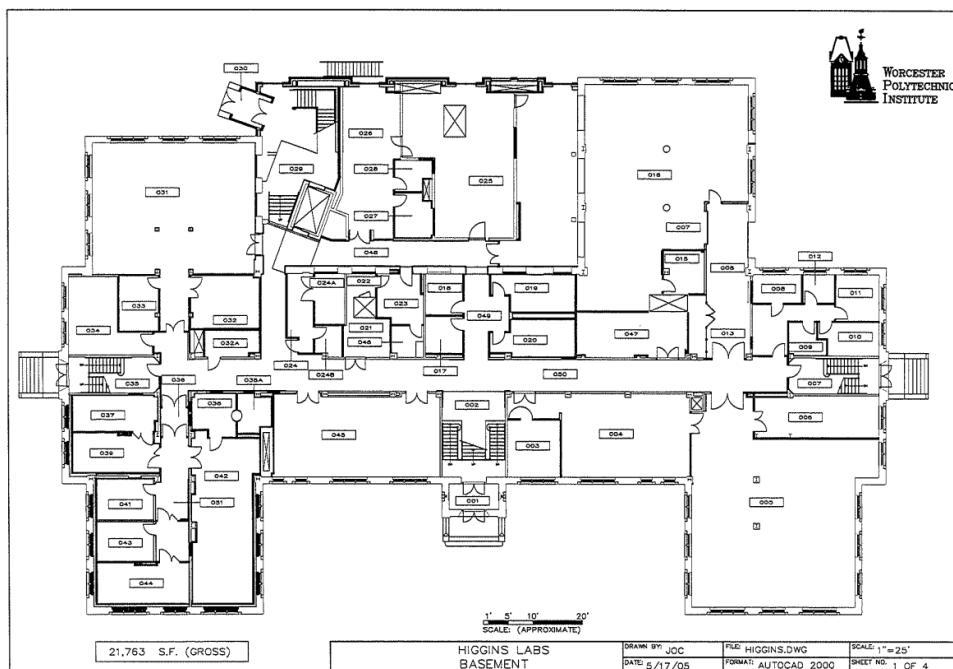 WORCESTER
POLYTECHNIC
INSTITUTE
030
026
029
028
025
016
031
027
007
048
015
005
012
024A
022
018
019
008
011
033
023
034
032
049
021
013
047
010
032A
046
020
009
024
024B
017
050
035
036
007
035A
037
038
002
006
045
004
039
003
042
041
051
001
005
043
044
1' 5' 10' 20'
SCALE: (APPROXIMATE)
21,763 S.F. (GROSS)
HIGGINS LABS
BASEMENT
DRAWN BY: JOC
FILE: HIGGINS.DWG
SCALE: 1"=25'
DATE: 5/17/05
FORMAT: AUTOCAD 2000
SHEET NO. 1 OF 4